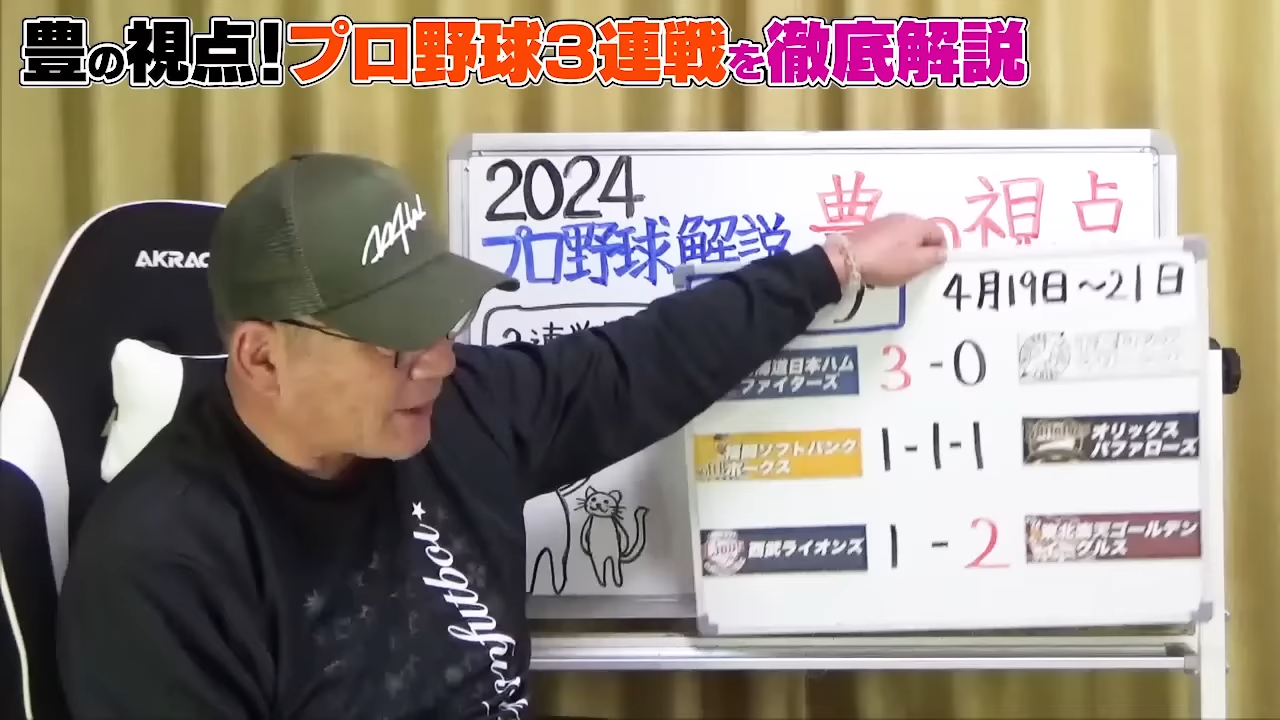 豊の視点!プロ野球3連戦を徹底解説
2024
プロ野球解説
豊の視点
4月19日~21日
AKRAC
海道日本ハム
ファイターズ
3-0
福岡ソフトバンク
ホークス
1-1-1
オリックス
バファローズ
西武ライオンズ
1-2
東北楽天ゴールデン
グルス